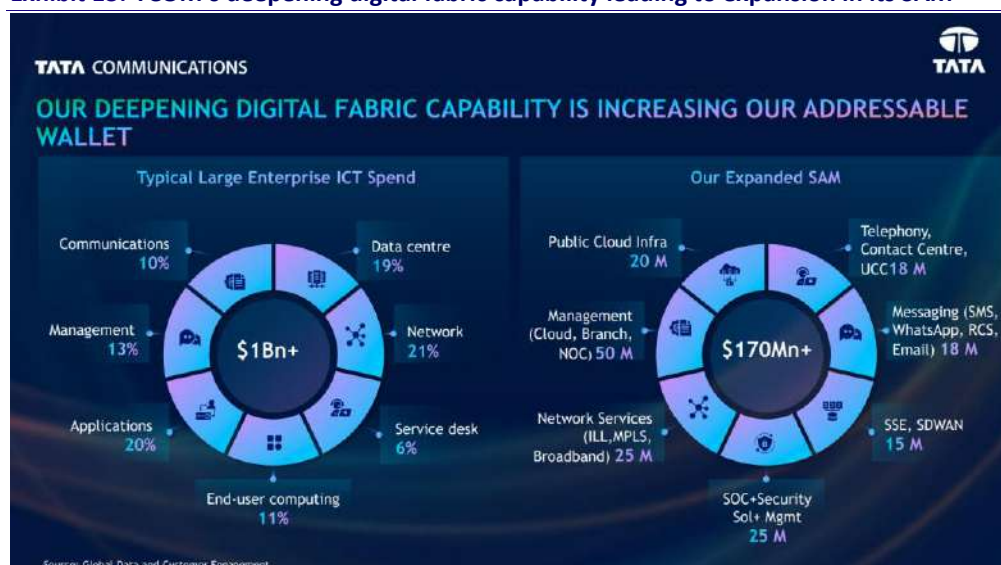 deepening digital fabric capability leading to expansion in its SAM
TATA COMMUNICATIONS
TATA
OUR DEEPENING DIGITAL FABRIC CAPABILITY IS INCREASING OUR ADDRESSABLE
WALLET
Typical Large Enterprise ICT Spend
Communications
10%
Data centre
19%
Management
13%
$1Bn+
Network
21%
Applications
20%
Service desk
6%
End-user computing
11%
Our Expanded SAM
Public Cloud Infra
20 M
Telephony,
Contact Centre,
UCC18 M
Management
(Cloud, Branch,
NOC) 50 M
$170Mn+
Messaging (SMS,
WhatsApp, RCS,
Email) 18 M
Network Services
(ILL,MPLS,
Broadband) 25 M
SSE, SDWAN
15 M
SOC+Security
Sol+ Mgmt
25 M
Source: Global Data and Customer Engagement